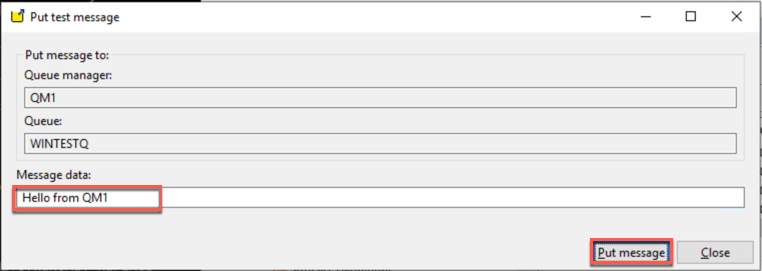 Put test message
Put message to:
Queue manager:
QM1
Queue:
WINTESTQ
Message data:
Hello from QM1
Put message Close